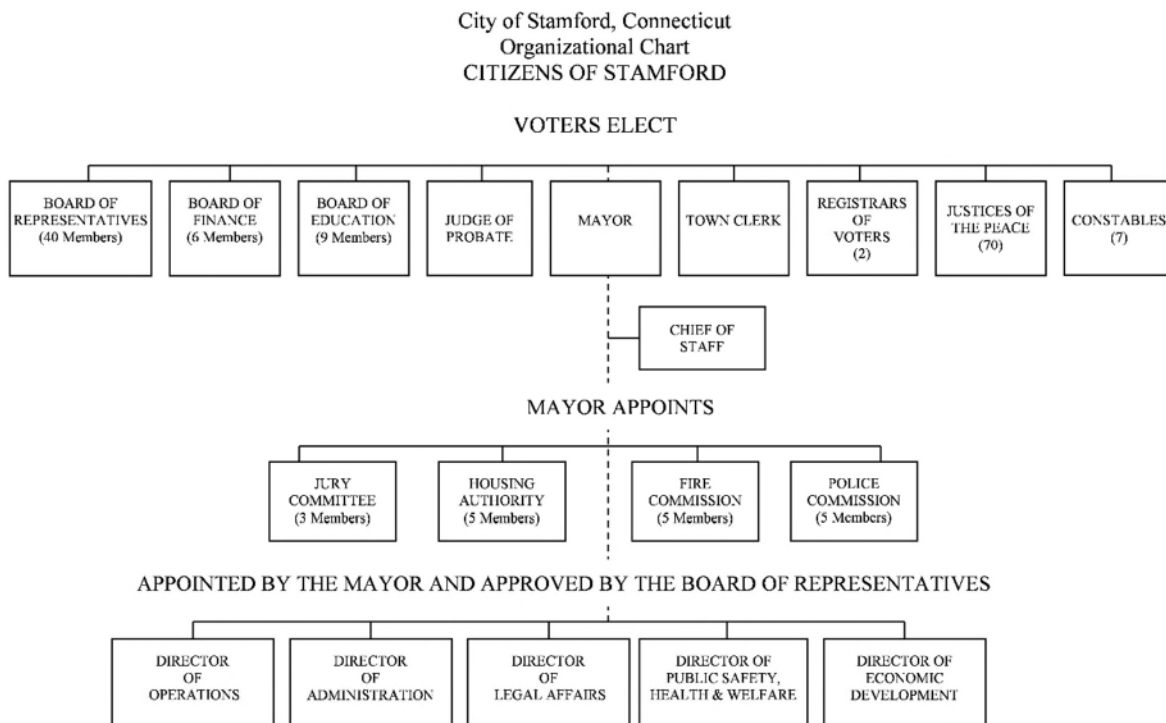 City of Stamford, Connecticut
Organizational Chart
CITIZENS OF STAMFORD
VOTERS ELECT
BOARD OF
REPRESENTATIVES
(40 Members)
BOARD OF
FINANCE
(6 Members)
BOARD OF
EDUCATION
(9 Members)
JUDGE OF
PROBATE
MAYOR
TOWN CLERK
REGISTRARS
OF
VOTERS
(2)
JUSTICES OF
THE PEACE
(70)
CONSTABLES
(7)
CHIEF OF
STAFF
MAYOR APPOINTS
JURY
COMMITTEE
(3 Members)
HOUSING
AUTHORITY
(5 Members)
FIRE
COMMISSION
(5 Members)
POLICE
COMMISSION
(5 Members)
APPOINTED BY THE MAYOR AND APPROVED BY THE BOARD OF REPRESENTATIVES
DIRECTOR
OF
OPERATIONS
DIRECTOR
OF
ADMINISTRATION
DIRECTOR
OF
LEGAL AFFAIRS
DIRECTOR OF
PUBLIC SAFETY,
HEALTH & WELFARE
DIRECTOR OF
ECONOMIC
DEVELOPMENT